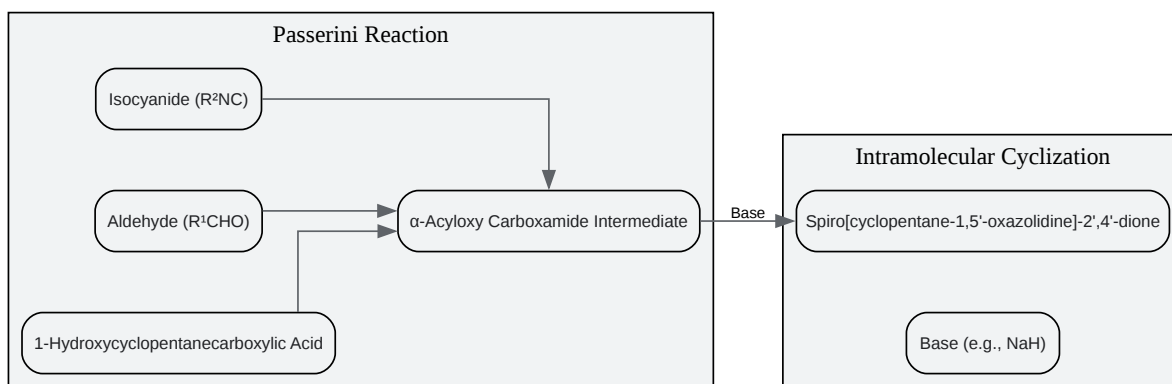 Passerini Reaction
Isocyanide (R²NC)
Aldehyde (R¹CHO)
α-Acyloxy Carboxamide Intermediate
1-Hydroxycyclopentanecarboxylic Acid
Base
Intramolecular Cyclization
Spiro[cyclopentane-1,5'-oxazolidine]-2',4'-dione
Base (e.g., NaH)